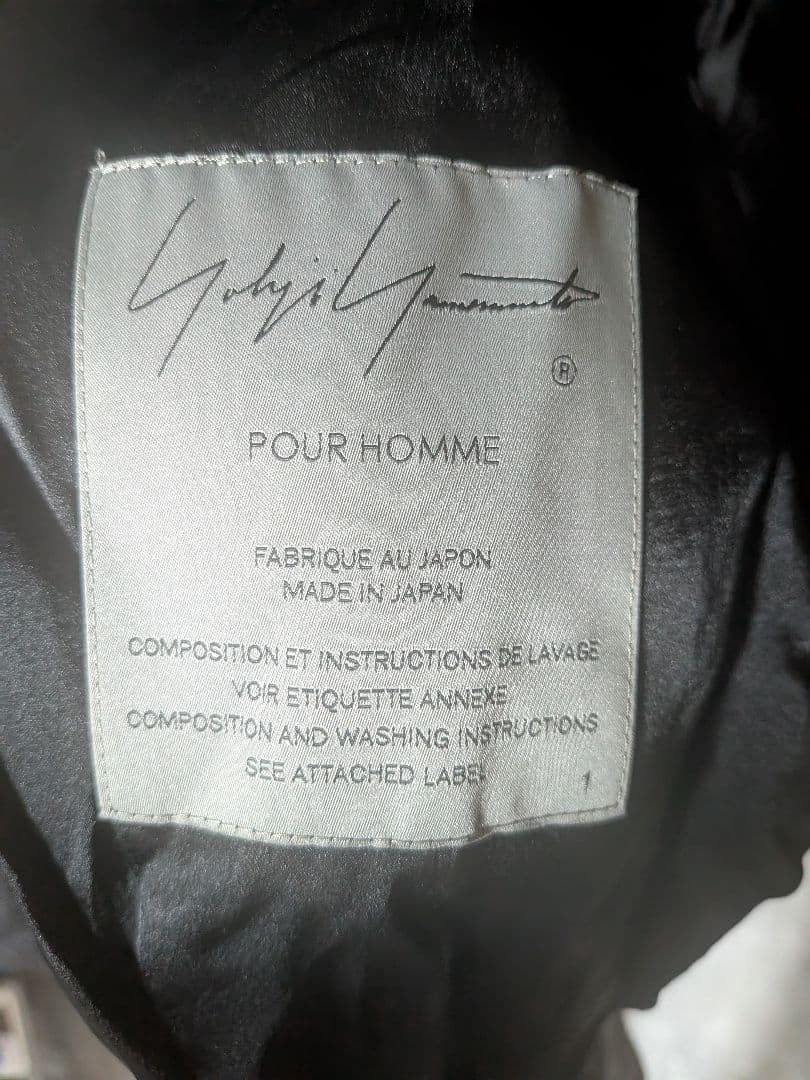 Yohji Yamamoto
®
POUR HOMME
FABRIQUE AU JAPON
MADE IN JAPAN
COMPOSITION ET INSTRUCTIONS DE LAVAGE
VOIR ETIQUETTE ANNEXE
COMPOSITION AND WASHING INSTRUCTIONS
SEE ATTACHED LABEL
1